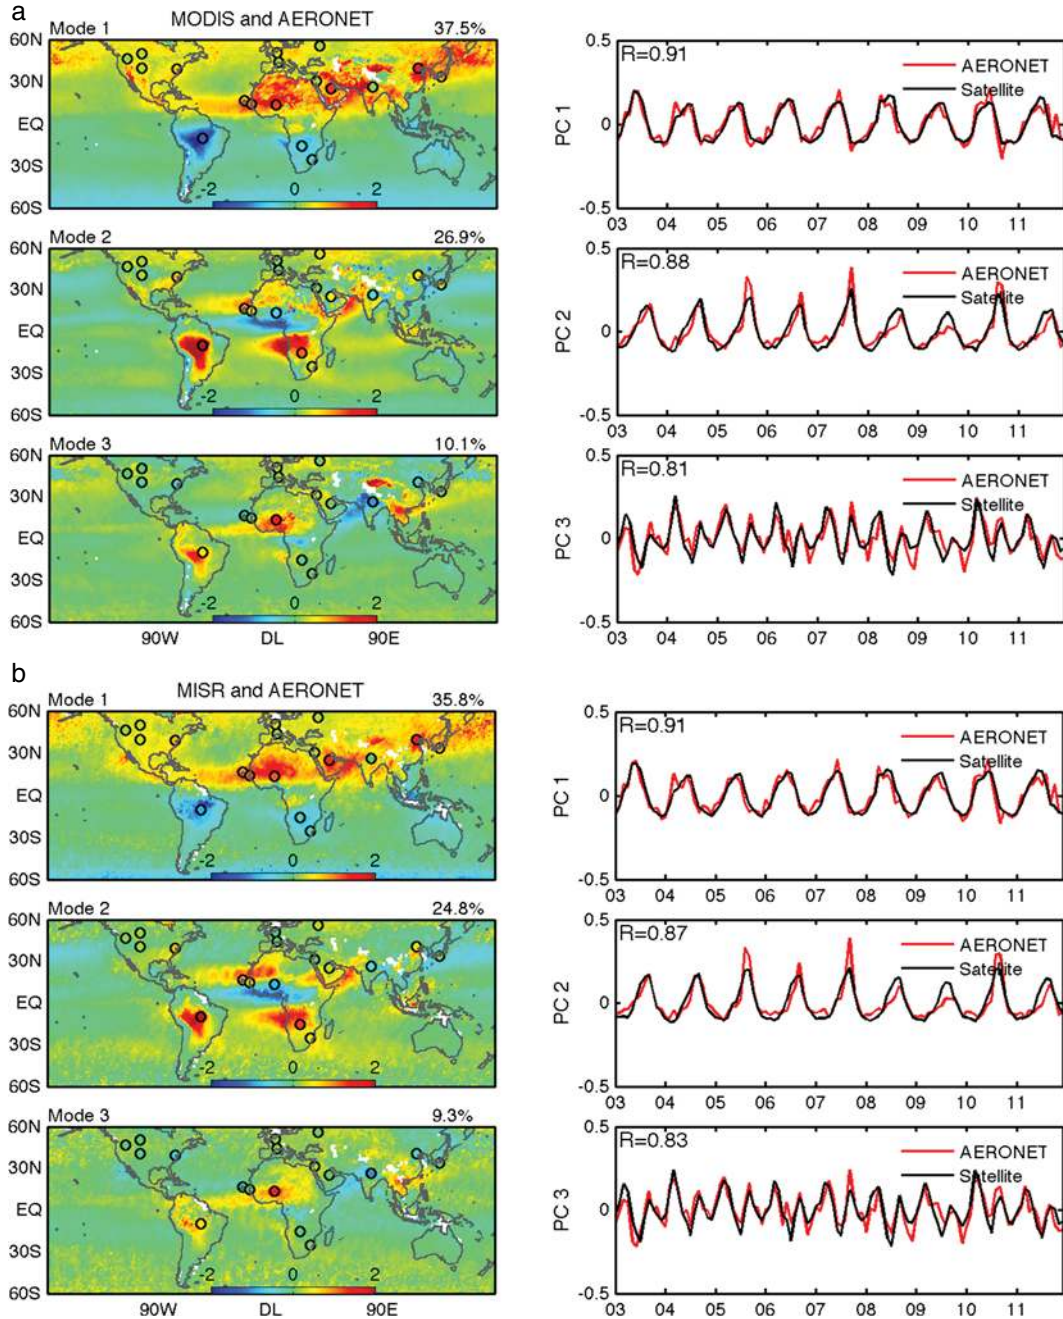 a
MODIS and AERONET
Mode 1 37.5%
60N
30N
EQ
30S
60S
-2 0 2
0.5
0
-0.5
PC 1
R=0.91
AERONET
Satellite
03 04 05 06 07 08 09 10 11
Mode 2 26.9%
60N
30N
EQ
30S
60S
-2 0 2
0.5
0
-0.5
PC 2
R=0.88
AERONET
Satellite
03 04 05 06 07 08 09 10 11
Mode 3 10.1%
60N
30N
EQ
30S
60S
-2 0 2
90W DL 90E
0.5
0
-0.5
PC 3
R=0.81
AERONET
Satellite
03 04 05 06 07 08 09 10 11
b
MISR and AERONET
Mode 1 35.8%
60N
30N
EQ
30S
60S
-2 0 2
0.5
0
-0.5
PC 1
R=0.91
AERONET
Satellite
03 04 05 06 07 08 09 10 11
Mode 2 24.8%
60N
30N
EQ
30S
60S
-2 0 2
0.5
0
-0.5
PC 2
R=0.87
AERONET
Satellite
03 04 05 06 07 08 09 10 11
Mode 3 9.3%
60N
30N
EQ
30S
60S
-2 0 2
90W DL 90E
0.5
0
-0.5
PC 3
R=0.83
AERONET
Satellite
03 04 05 06 07 08 09 10 11